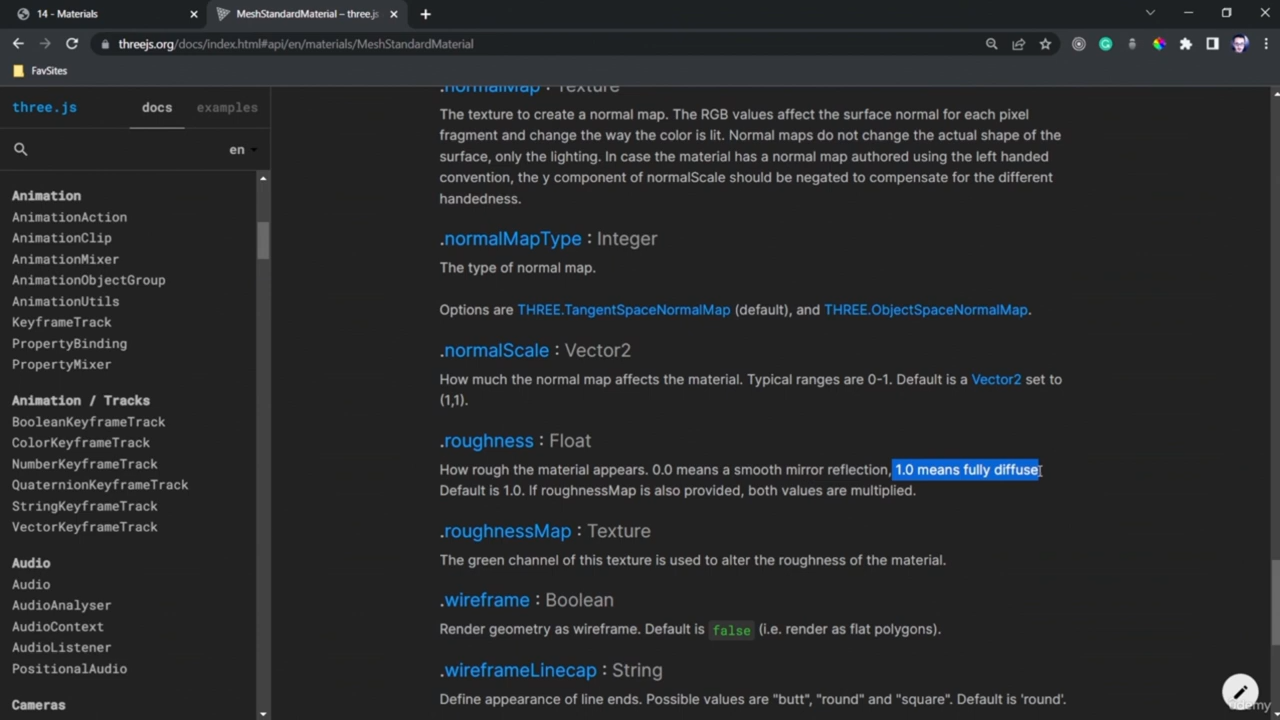 14 - Materials
MeshStandardMaterial – three.js
threejs.org/docs/index.html#api/en/materials/MeshStandardMaterial
FavSites
three.js
docs
examples
en
Animation
AnimationAction
AnimationClip
AnimationMixer
AnimationObjectGroup
AnimationUtils
KeyframeTrack
PropertyBinding
PropertyMixer
Animation / Tracks
BooleanKeyframeTrack
ColorKeyframeTrack
NumberKeyframeTrack
QuaternionKeyframeTrack
StringKeyframeTrack
VectorKeyframeTrack
Audio
Audio
AudioAnalyser
AudioContext
AudioListener
PositionalAudio
Cameras
.normalMap : Texture
The texture to create a normal map. The RGB values affect the surface normal for each pixel
fragment and change the way the color is lit. Normal maps do not change the actual shape of the
surface, only the lighting. In case the material has a normal map authored using the left handed
convention, the y component of normalScale should be negated to compensate for the different
handedness.
.normalMapType : Integer
The type of normal map.
Options are THREE.TangentSpaceNormalMap (default), and THREE.ObjectSpaceNormalMap.
.normalScale : Vector2
How much the normal map affects the material. Typical ranges are 0-1. Default is a Vector2 set to
(1,1).
.roughness : Float
How rough the material appears. 0.0 means a smooth mirror reflection, 1.0 means fully diffuse.
Default is 1.0. If roughnessMap is also provided, both values are multiplied.
.roughnessMap : Texture
The green channel of this texture is used to alter the roughness of the material.
.wireframe : Boolean
Render geometry as wireframe. Default is false (i.e. render as flat polygons).
.wireframeLinecap : String
Define appearance of line ends. Possible values are "butt", "round" and "square". Default is 'round'.
udemy